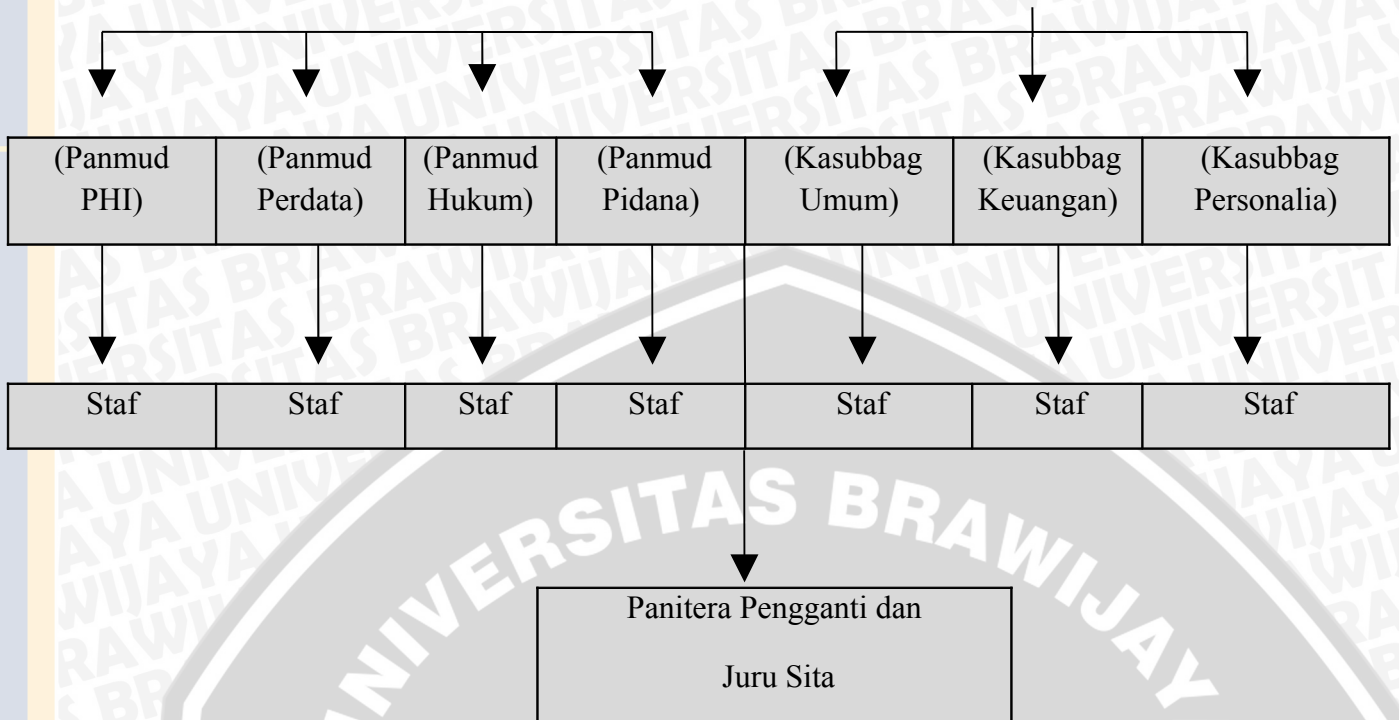 (Panmud
PHI)
(Panmud
Perdata)
(Panmud
Hukum)
(Panmud
Pidana)
(Kasubbag
Umum)
(Kasubbag
Keuangan)
(Kasubbag
Personalia)
Staf
Staf
Staf
Staf
Staf
Staf
Staf
Panitera Pengganti dan
Juru Sita